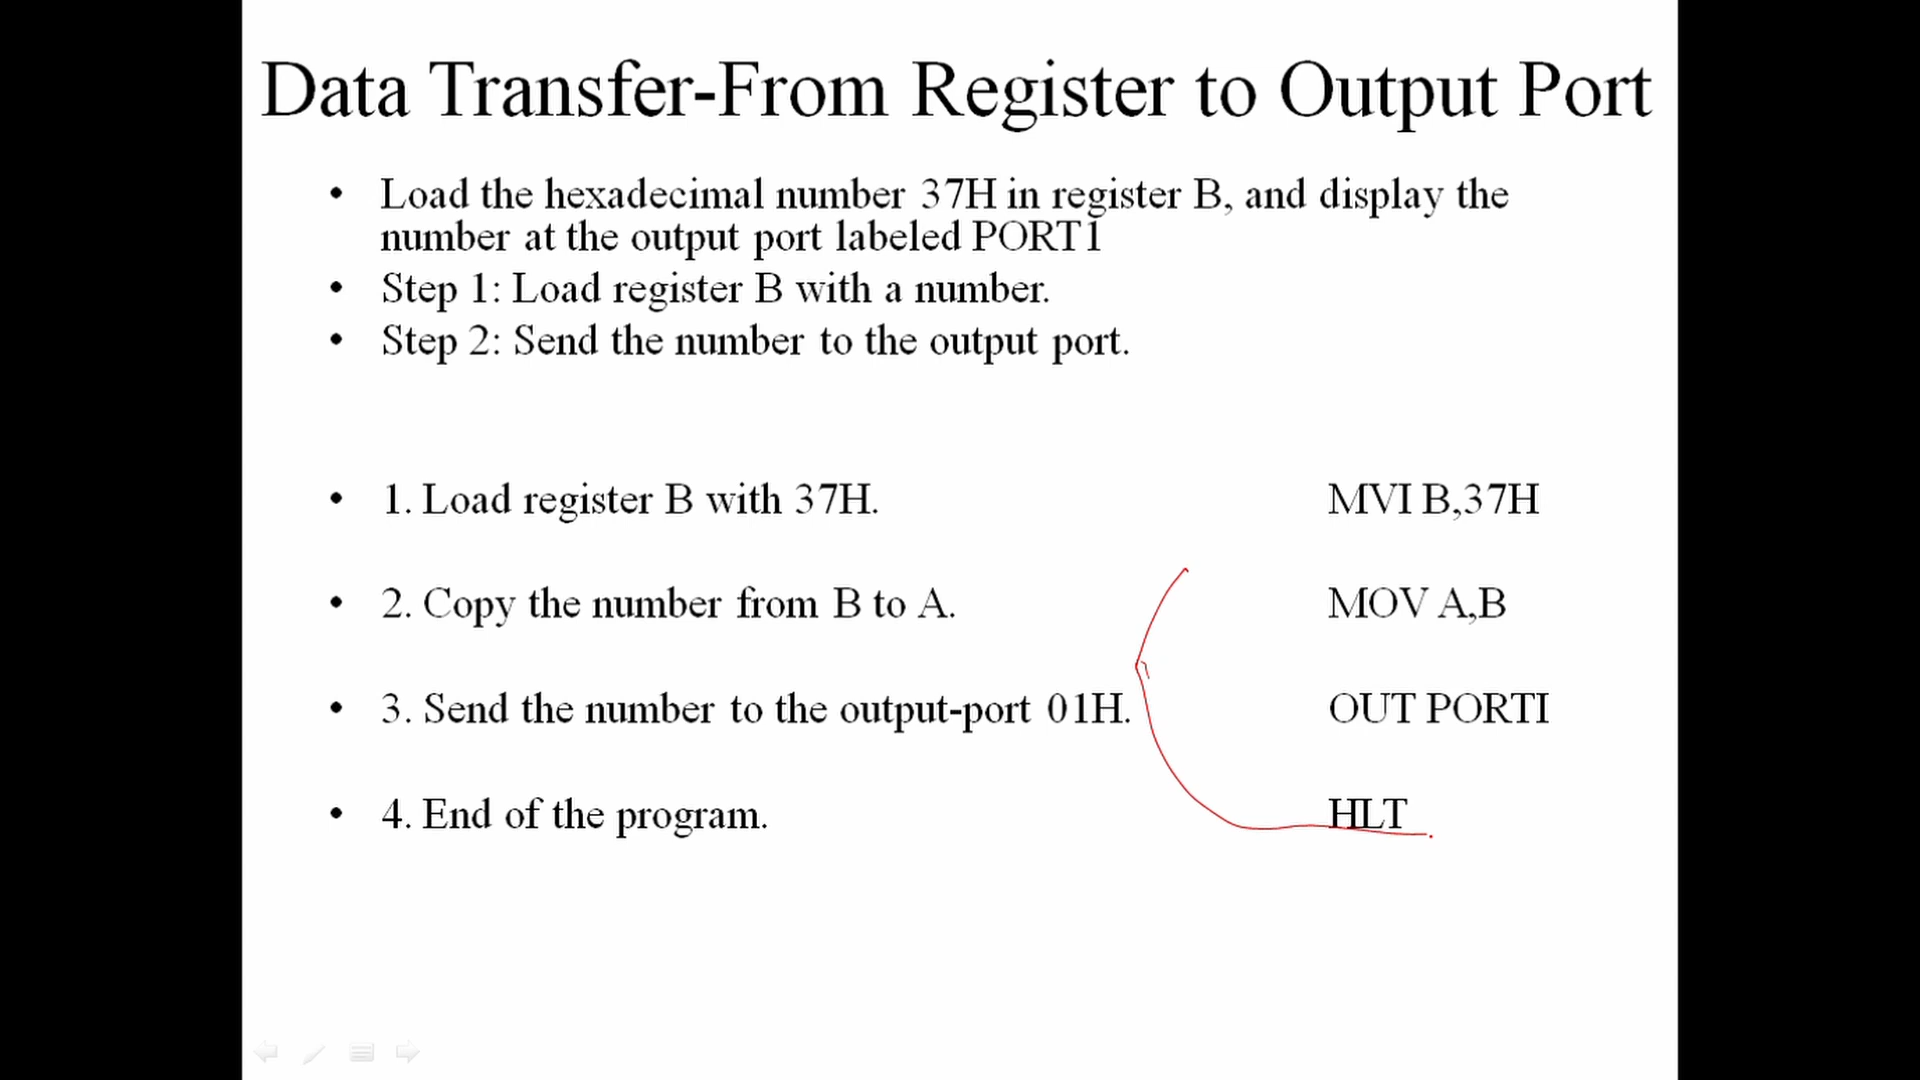 Data Transfer-From Register to Output Port
• Load the hexadecimal number 37H in register B, and display the
number at the output port labeled PORT1
• Step 1: Load register B with a number.
• Step 2: Send the number to the output port.
• 1. Load register B with 37H. MVI B,37H
• 2. Copy the number from B to A. MOV A,B
• 3. Send the number to the output-port 01H. OUT PORTI
• 4. End of the program. HLT